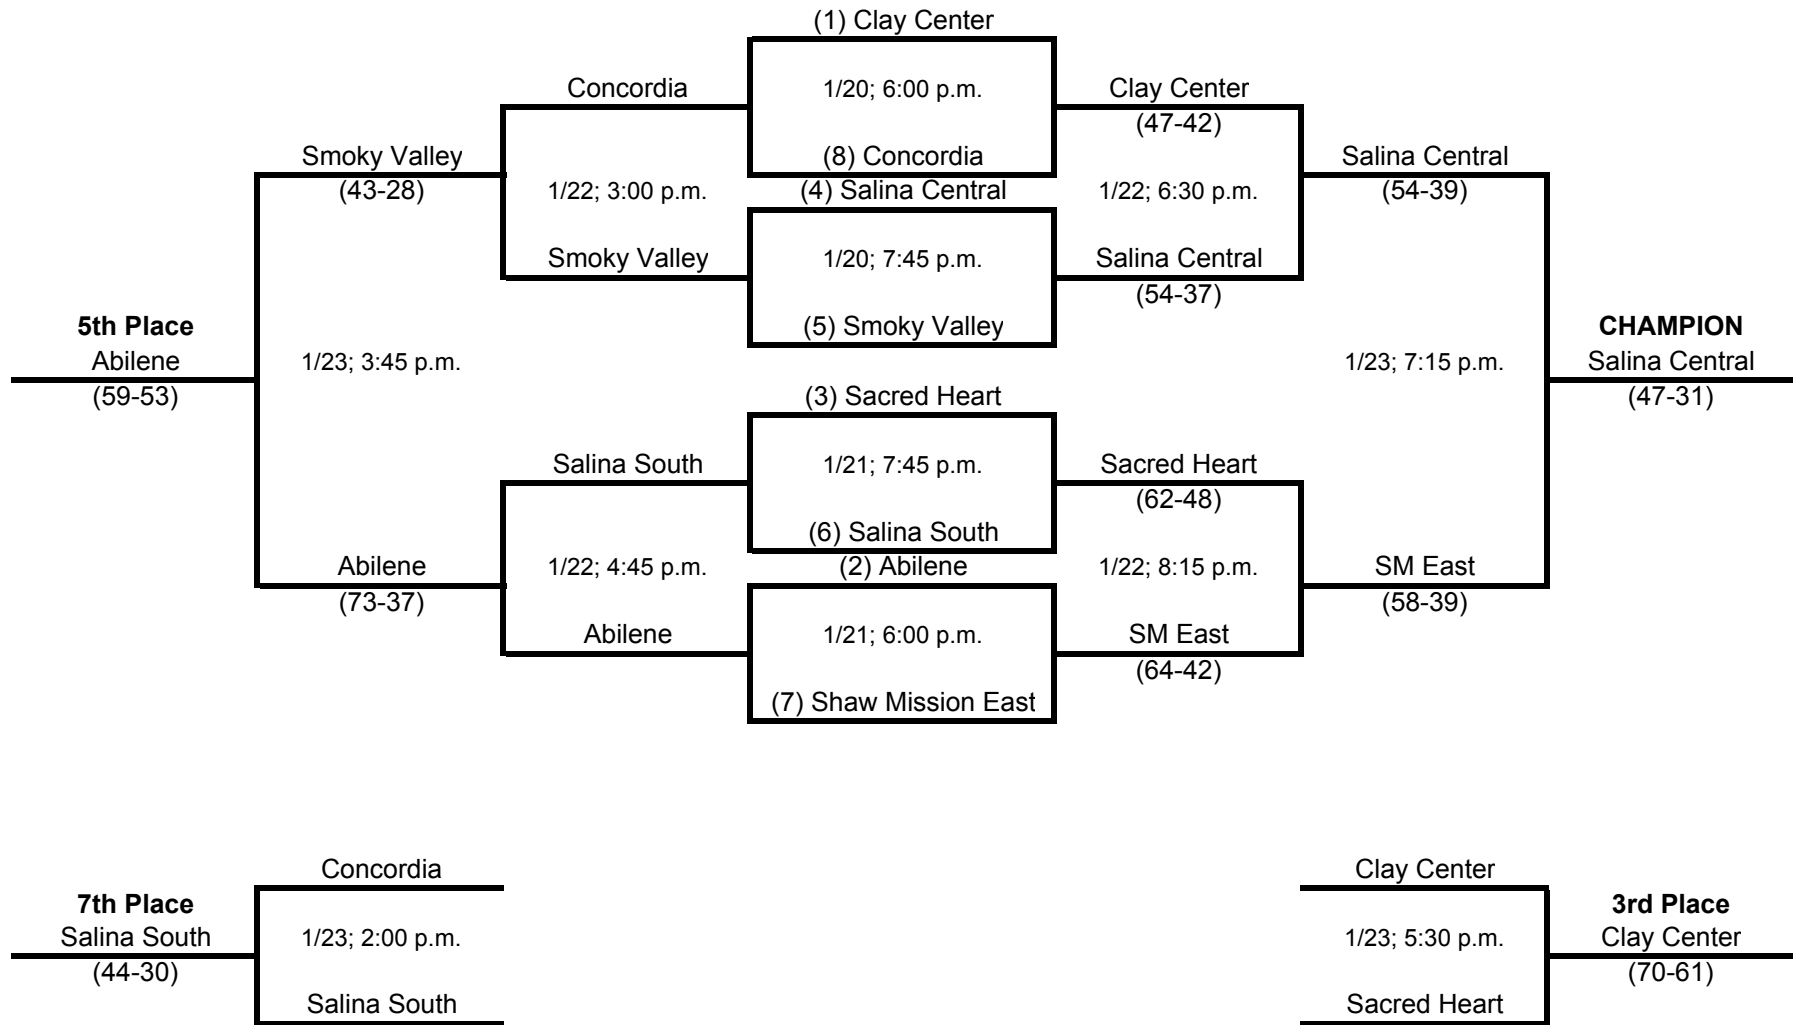 (1) Clay Center
Concordia
1/20; 6:00 p.m.
Clay Center
(47-42)
Smoky Valley
(8) Concordia
Salina Central
(43-28)
1/22; 3:00 p.m.
(4) Salina Central
1/22; 6:30 p.m.
(54-39)
Smoky Valley
1/20; 7:45 p.m.
Salina Central
(54-37)
5th Place
(5) Smoky Valley
CHAMPION
Abilene
1/23; 3:45 p.m.
1/23; 7:15 p.m.
Salina Central
(59-53)
(3) Sacred Heart
(47-31)
Salina South
1/21; 7:45 p.m.
Sacred Heart
(62-48)
(6) Salina South
Abilene
1/22; 4:45 p.m.
(2) Abilene
1/22; 8:15 p.m.
SM East
(73-37)
(58-39)
Abilene
1/21; 6:00 p.m.
SM East
(64-42)
(7) Shaw Mission East
Concordia
Clay Center
7th Place
3rd Place
Salina South
1/23; 2:00 p.m.
1/23; 5:30 p.m.
Clay Center
(44-30)
(70-61)
Salina South
Sacred Heart